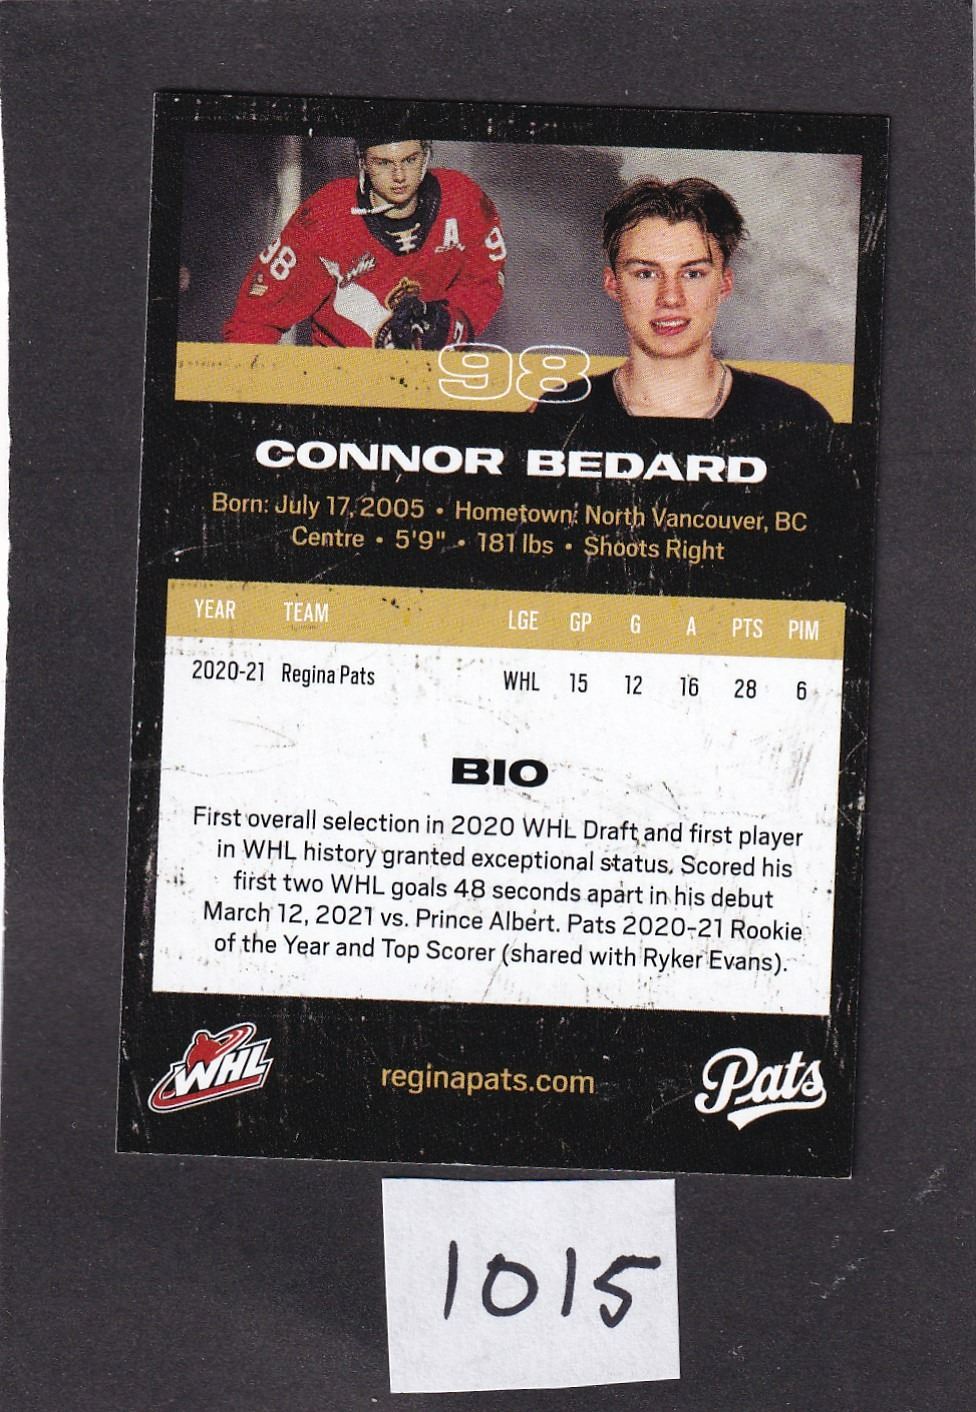 98
A
9
WHL
98
CONNOR BEDARD
Born: July 17, 2005 • Hometown: North Vancouver, BC
Centre • 5'9" • 181 lbs • Shoots Right
YEAR TEAM LGE GP G A PTS PIM
2020-21 Regina Pats WHL 15 12 16 28 6
BIO
First overall selection in 2020 WHL Draft and first player
in WHL history granted exceptional status. Scored his
first two WHL goals 48 seconds apart in his debut
March 12, 2021 vs. Prince Albert. Pats 2020-21 Rookie
of the Year and Top Scorer (shared with Ryker Evans).
WHL reginapats.com Pats
1015